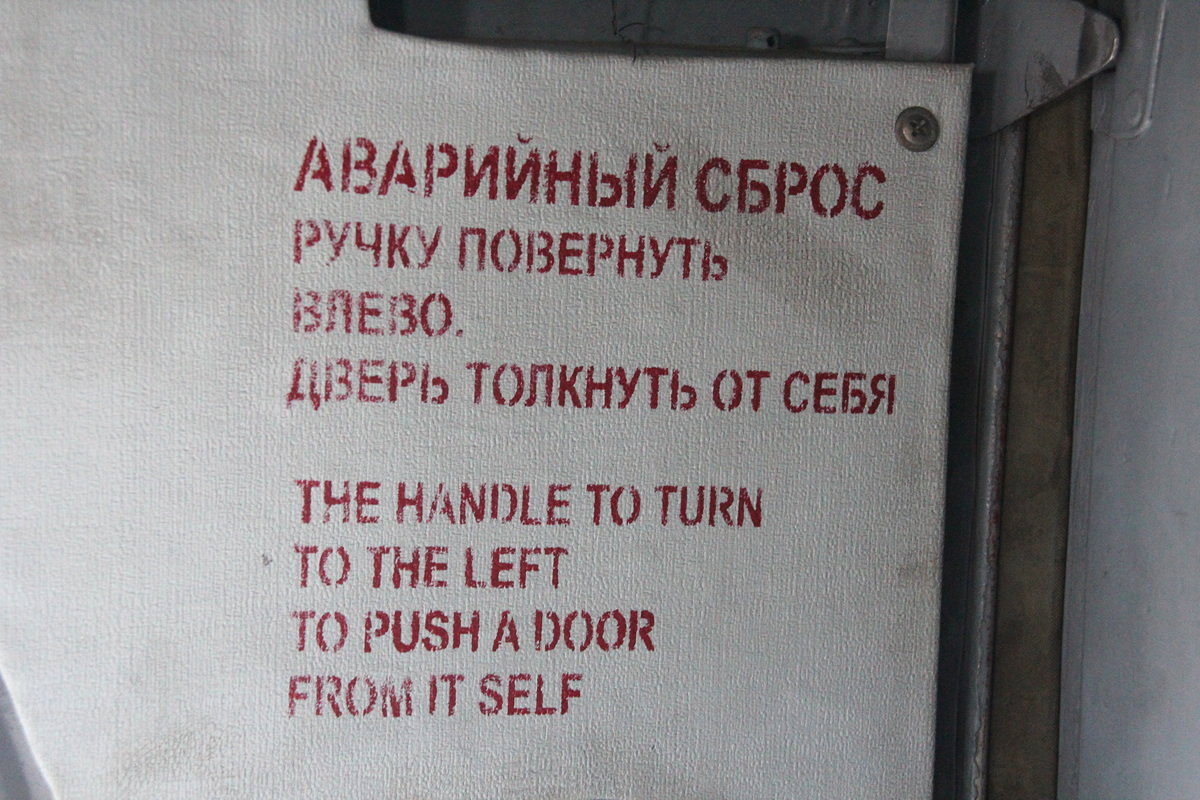 АВАРИЙНЫЙ СБРОС
РУЧКУ ПОВЕРНУТЬ
ВЛЕВО.
ДВЕРЬ ТОЛКНУТЬ ОТ СЕБЯ
THE HANDLE TO TURN
TO THE LEFT
TO PUSH A DOOR
FROM IT SELF